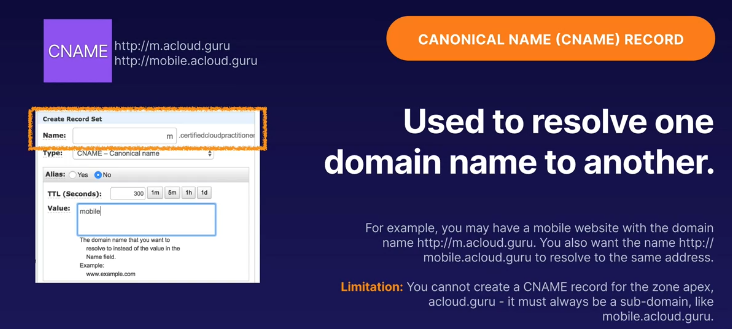 CNAME
http://m.acloud.guru
http://mobile.acloud.guru
CANONICAL NAME (CNAME) RECORD
Create Record Set
Name: m .certifiedcloudpractitioner
Type: CNAME – Canonical name
Alias: Yes No
TTL (Seconds): 300 1m 5m 1h 1d
Value: mobile
The domain name that you want to
resolve to instead of the value in the
Name field.
Example:
www.example.com
Used to resolve one
domain name to another.
For example, you may have a mobile website with the domain
name http://m.acloud.guru. You also want the name http://
mobile.acloud.guru to resolve to the same address.
Limitation: You cannot create a CNAME record for the zone apex,
acloud.guru - it must always be a sub-domain, like
mobile.acloud.guru.